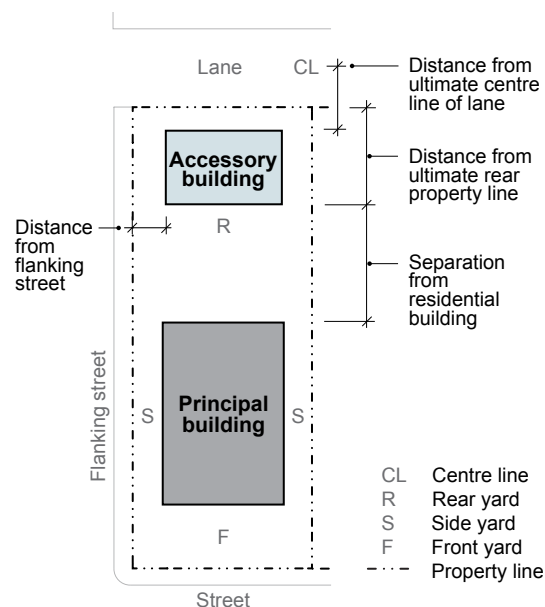 Lane
CL
Distance from
ultimate centre
line of lane
Accessory
building
Distance from
ultimate rear
property line
R
Distance
from
flanking
street
Separation
from
residential
building
Flanking street
S
Principal
building
S
F
CL Centre line
R Rear yard
S Side yard
F Front yard
Property line
Street